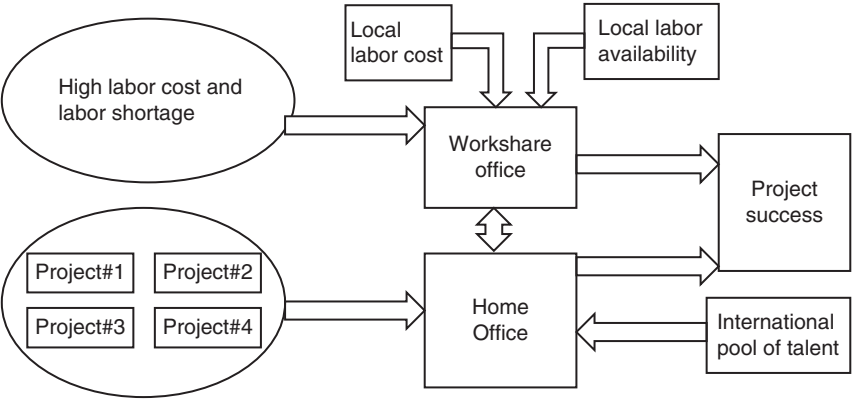 High labor cost and
labor shortage
Local
labor cost
Local labor
availability
Workshare
office
Project
success
Project#1
Project#2
Project#3
Project#4
Home
Office
International
pool of talent